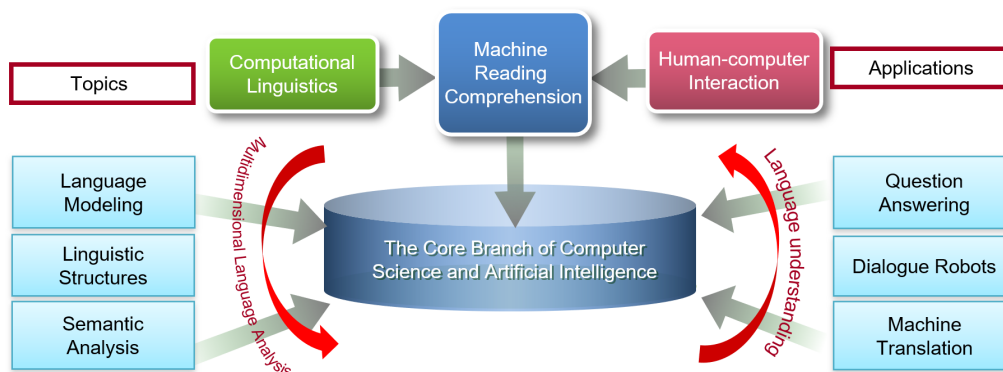 Topics
Computational
Linguistics
Machine
Reading
Comprehension
Human-computer
Interaction
Applications
Language
Modeling
Linguistic
Structures
Semantic
Analysis
Multidimensional Language Analysis
The Core Branch of Computer
Science and Artificial Intelligence
Language understanding
Question
Answering
Dialogue Robots
Machine
Translation